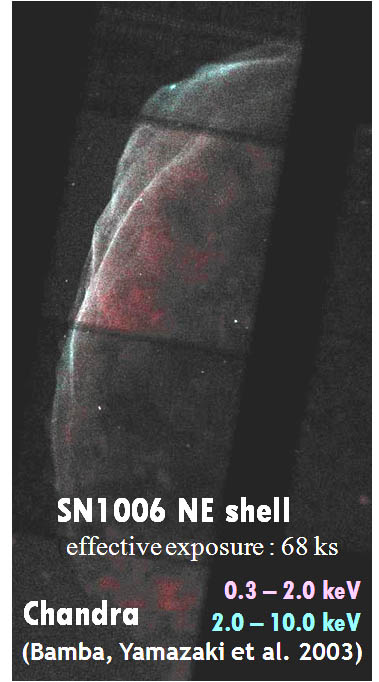 SN1006 NE shell
effective exposure : 68 ks
0.3 – 2.0 keV
Chandra
2.0 – 10.0 keV
(Bamba, Yamazaki et al. 2003)